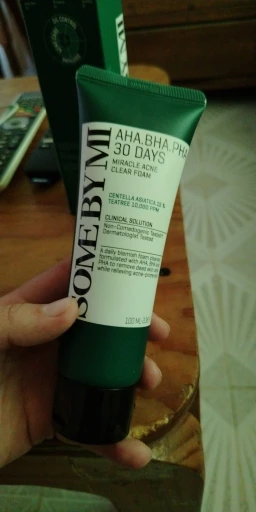 SOME BY MI
AHA.BHA.PHA
30 DAYS
MIRACLE ACNE
CLEAR FOAM
CENTELLA ASIATICA
TEATREE 10,000 PPM
CLINICAL SOLUTION
Non-Comedogenic Tested
Dermatologist Tested
A daily blemish foam cleanser
formulated with AHA, BHA and
PHA to remove dead skin
while relieving acne-prone
100 ML